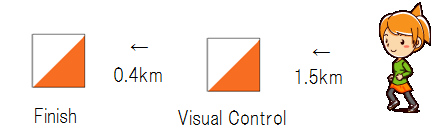 ← ←
0.4km 1.5km
Finish Visual Control